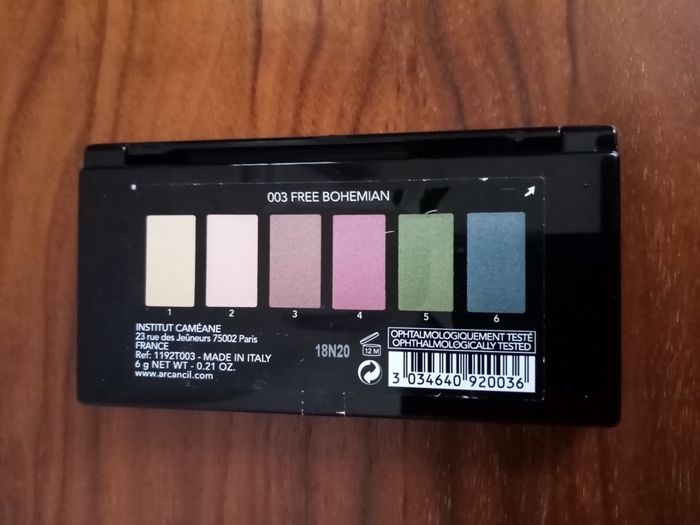 003 FREE BOHEMIAN
1 2 3 4 5 6
INSTITUT CAMÉANE
23 rue des Jeûneurs 75002 Paris
FRANCE
Ref: 1192T003 - MADE IN ITALY
6 g NET WT - 0.21 OZ.
www.arcancil.com
18N20
12 M
OPHTALMOLOGIQUEMENT TESTÉ
OPHTHALMOLOGICALLY TESTED
3 034640 920036